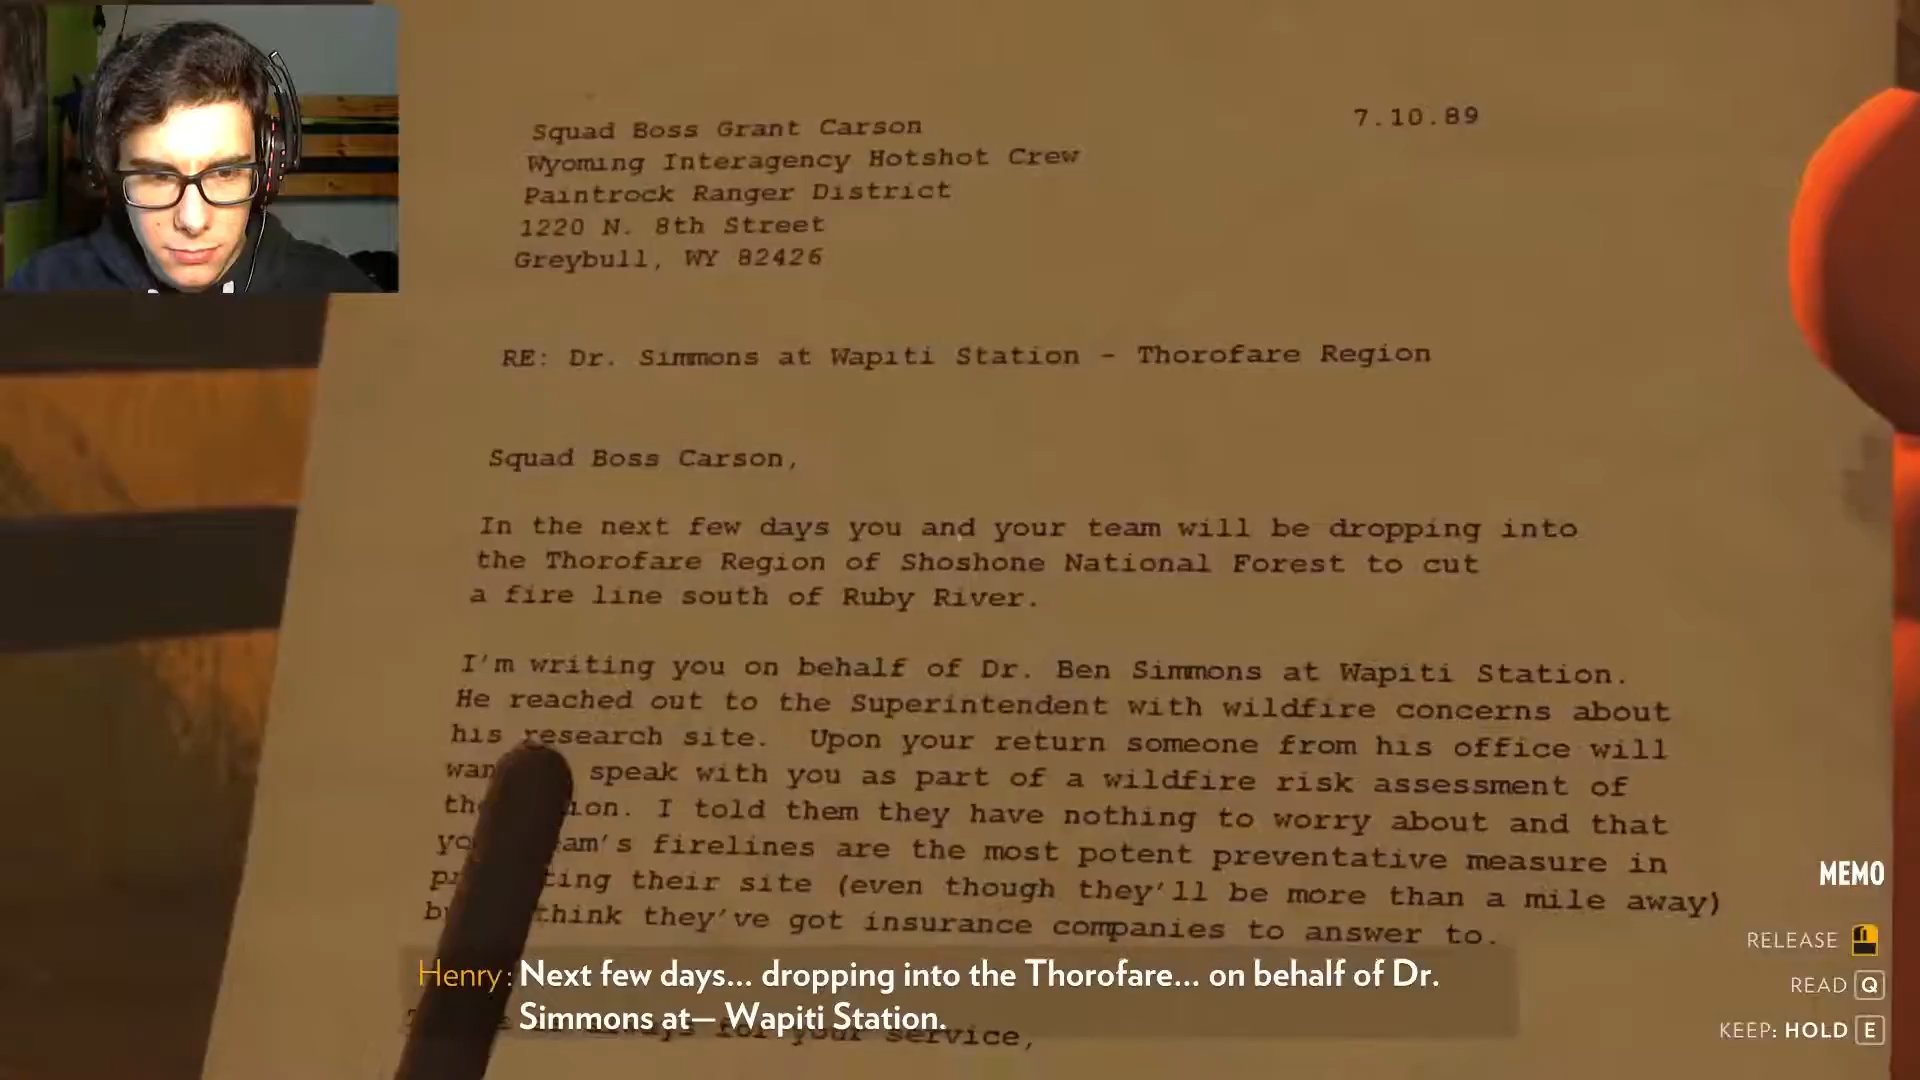 Squad Boss Grant Carson
7.10.89
Wyoming Interagency Hotshot Crew
Paintrock Ranger District
1220 N. 8th Street
Greybull, WY 82426
RE: Dr. Simmons at Wapiti Station - Thorofare Region
Squad Boss Carson,
In the next few days you and your team will be dropping into
the Thorofare Region of Shoshone National Forest to cut
a fire line south of Ruby River.
I'm writing you on behalf of Dr. Ben Simmons at Wapiti Station.
He reached out to the Superintendent with wildfire concerns about
his research site. Upon your return someone from his office will
speak with you as part of a wildfire risk assessment of
I told them they have nothing to worry about and that
firelines are the most potent preventative measure in
their site (even though they'll be more than a mile away)
think they've got insurance companies to answer to.
always for your service,
Henry: Next few days... dropping into the Thorofare... on behalf of Dr.
Simmons at— Wapiti Station.
MEMO
RELEASE
READ Q
KEEP: HOLD E